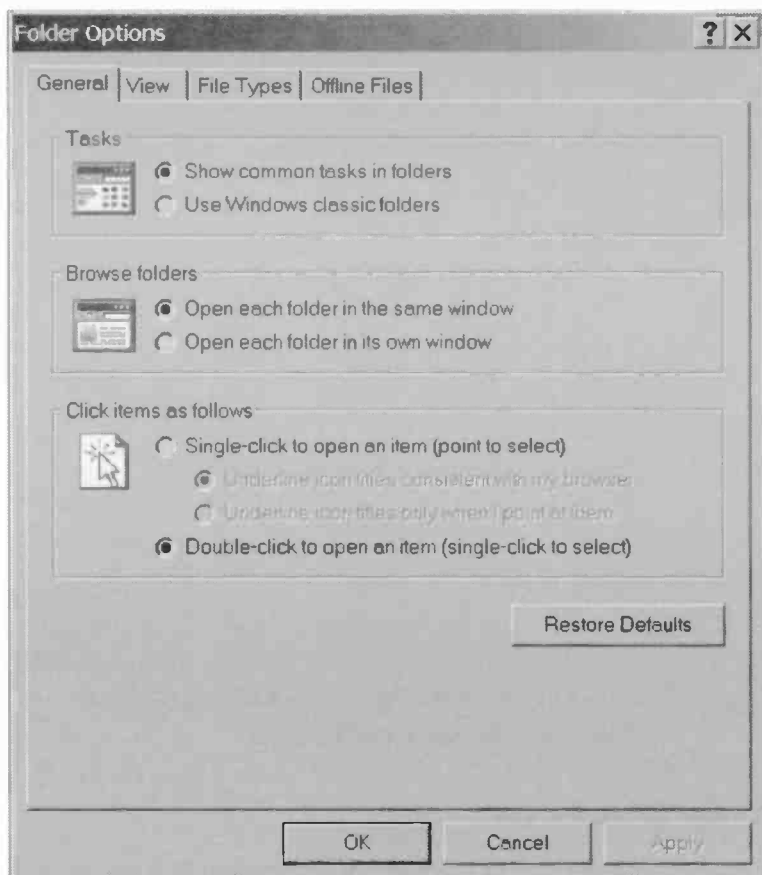 Folder Options
General View File Types Offline Files
Tasks
Show common tasks in folders
Use Windows classic folders
Browse folders
Open each folder in the same window
Open each folder in its own window
Click items as follows
Single-click to open an item (point to select)
Underline icon titles consistent with my browser
Underline icon titles only when I point at them
Double-click to open an item (single-click to select)
Restore Defaults
OK Cancel Apply